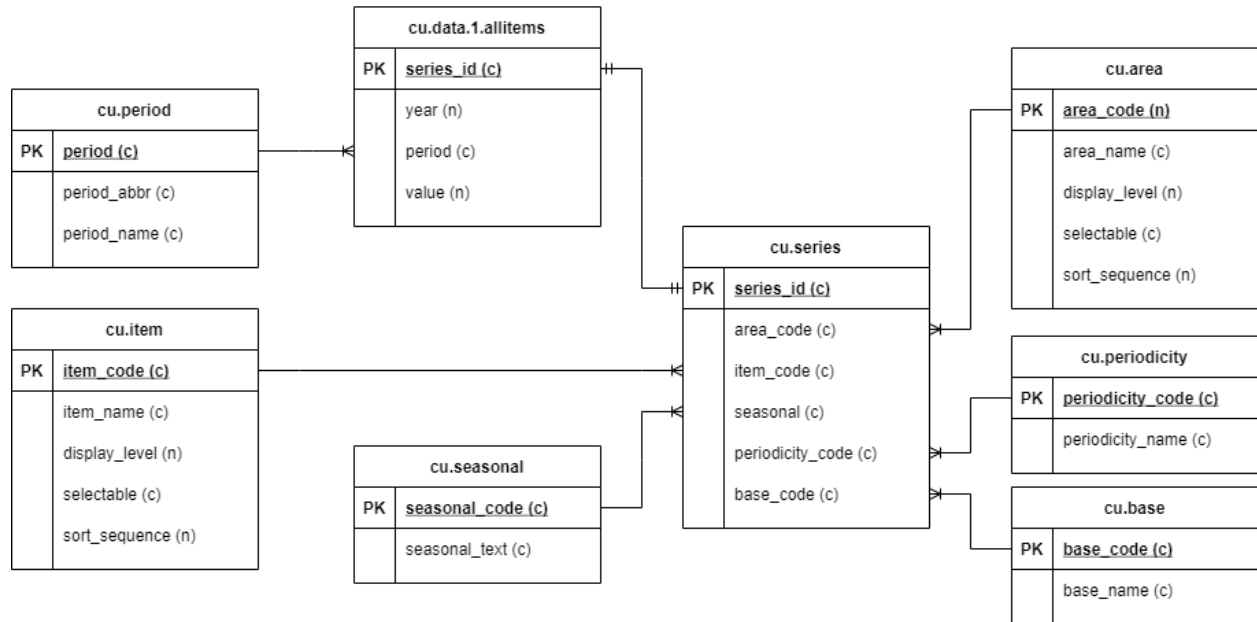 cu.data.1.allitems
PK series_id (c)
year (n)
period (c)
value (n)
cu.period
PK period (c)
period_abbr (c)
period_name (c)
cu.area
PK area_code (n)
area_name (c)
display_level (n)
selectable (c)
sort_sequence (n)
cu.series
PK series_id (c)
area_code (c)
item_code (c)
seasonal (c)
periodicity_code (c)
base_code (c)
cu.item
PK item_code (c)
item_name (c)
display_level (n)
selectable (c)
sort_sequence (n)
cu.seasonal
PK seasonal_code (c)
seasonal_text (c)
cu.periodicity
PK periodicity_code (c)
periodicity_name (c)
cu.base
PK base_code (c)
base_name (c)